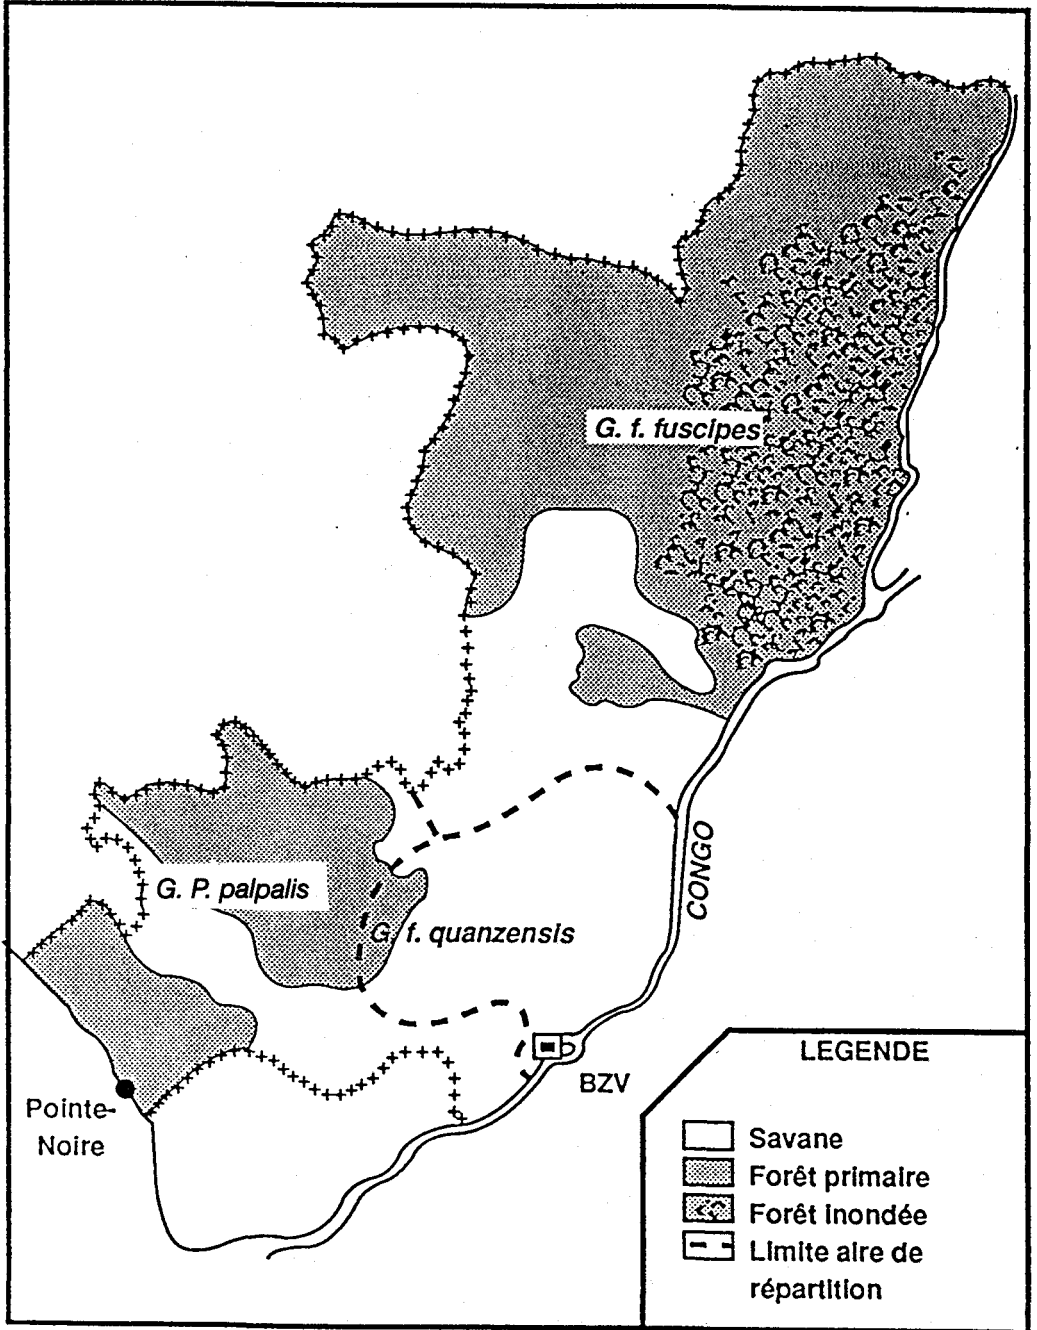 G. f. fuscipes
G. P. palpalis
G. f. quanzensis
CONGO
BZV
Pointe-
Noire
LEGENDE
Savane
Forêt primaire
Forêt inondée
Limite aire de
répartition